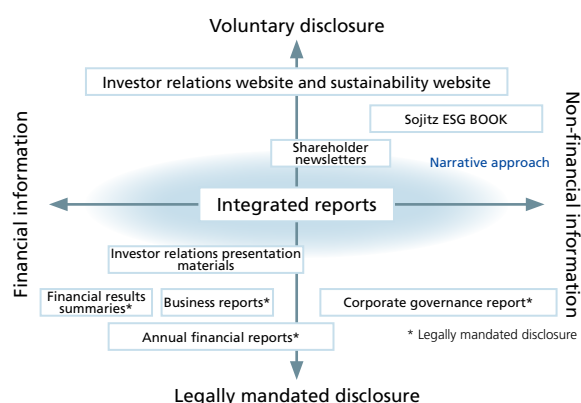 Voluntary disclosure
Investor relations website and sustainability website
Sojitz ESG BOOK
Shareholder
newsletters
Narrative approach
Financial information
Integrated reports
Non-financial information
Investor relations presentation
materials
Financial results
summaries*
Business reports*
Corporate governance report*
Annual financial reports*
* Legally mandated disclosure
Legally mandated disclosure